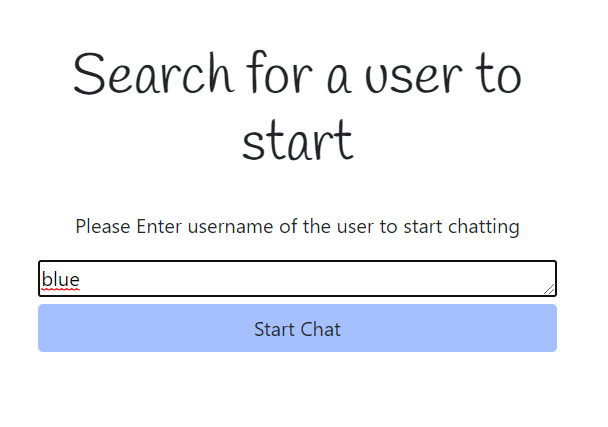 Search for a user to
start
Please Enter username of the user to start chatting
blue
Start Chat